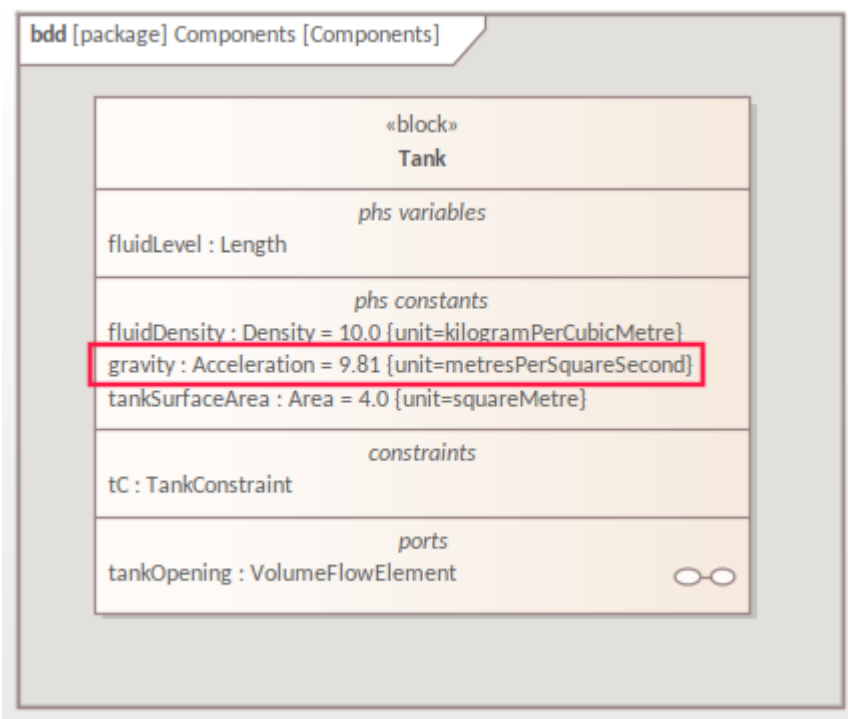 bdd [package] Components [Components]
«block»
Tank
phs variables
fluidLevel : Length
phs constants
fluidDensity : Density = 10.0 {unit=kilogramPerCubicMetre}
gravity : Acceleration = 9.81 {unit=metresPerSquareSecond}
tankSurfaceArea : Area = 4.0 {unit=squareMetre}
constraints
tC : TankConstraint
ports
tankOpening : VolumeFlowElement